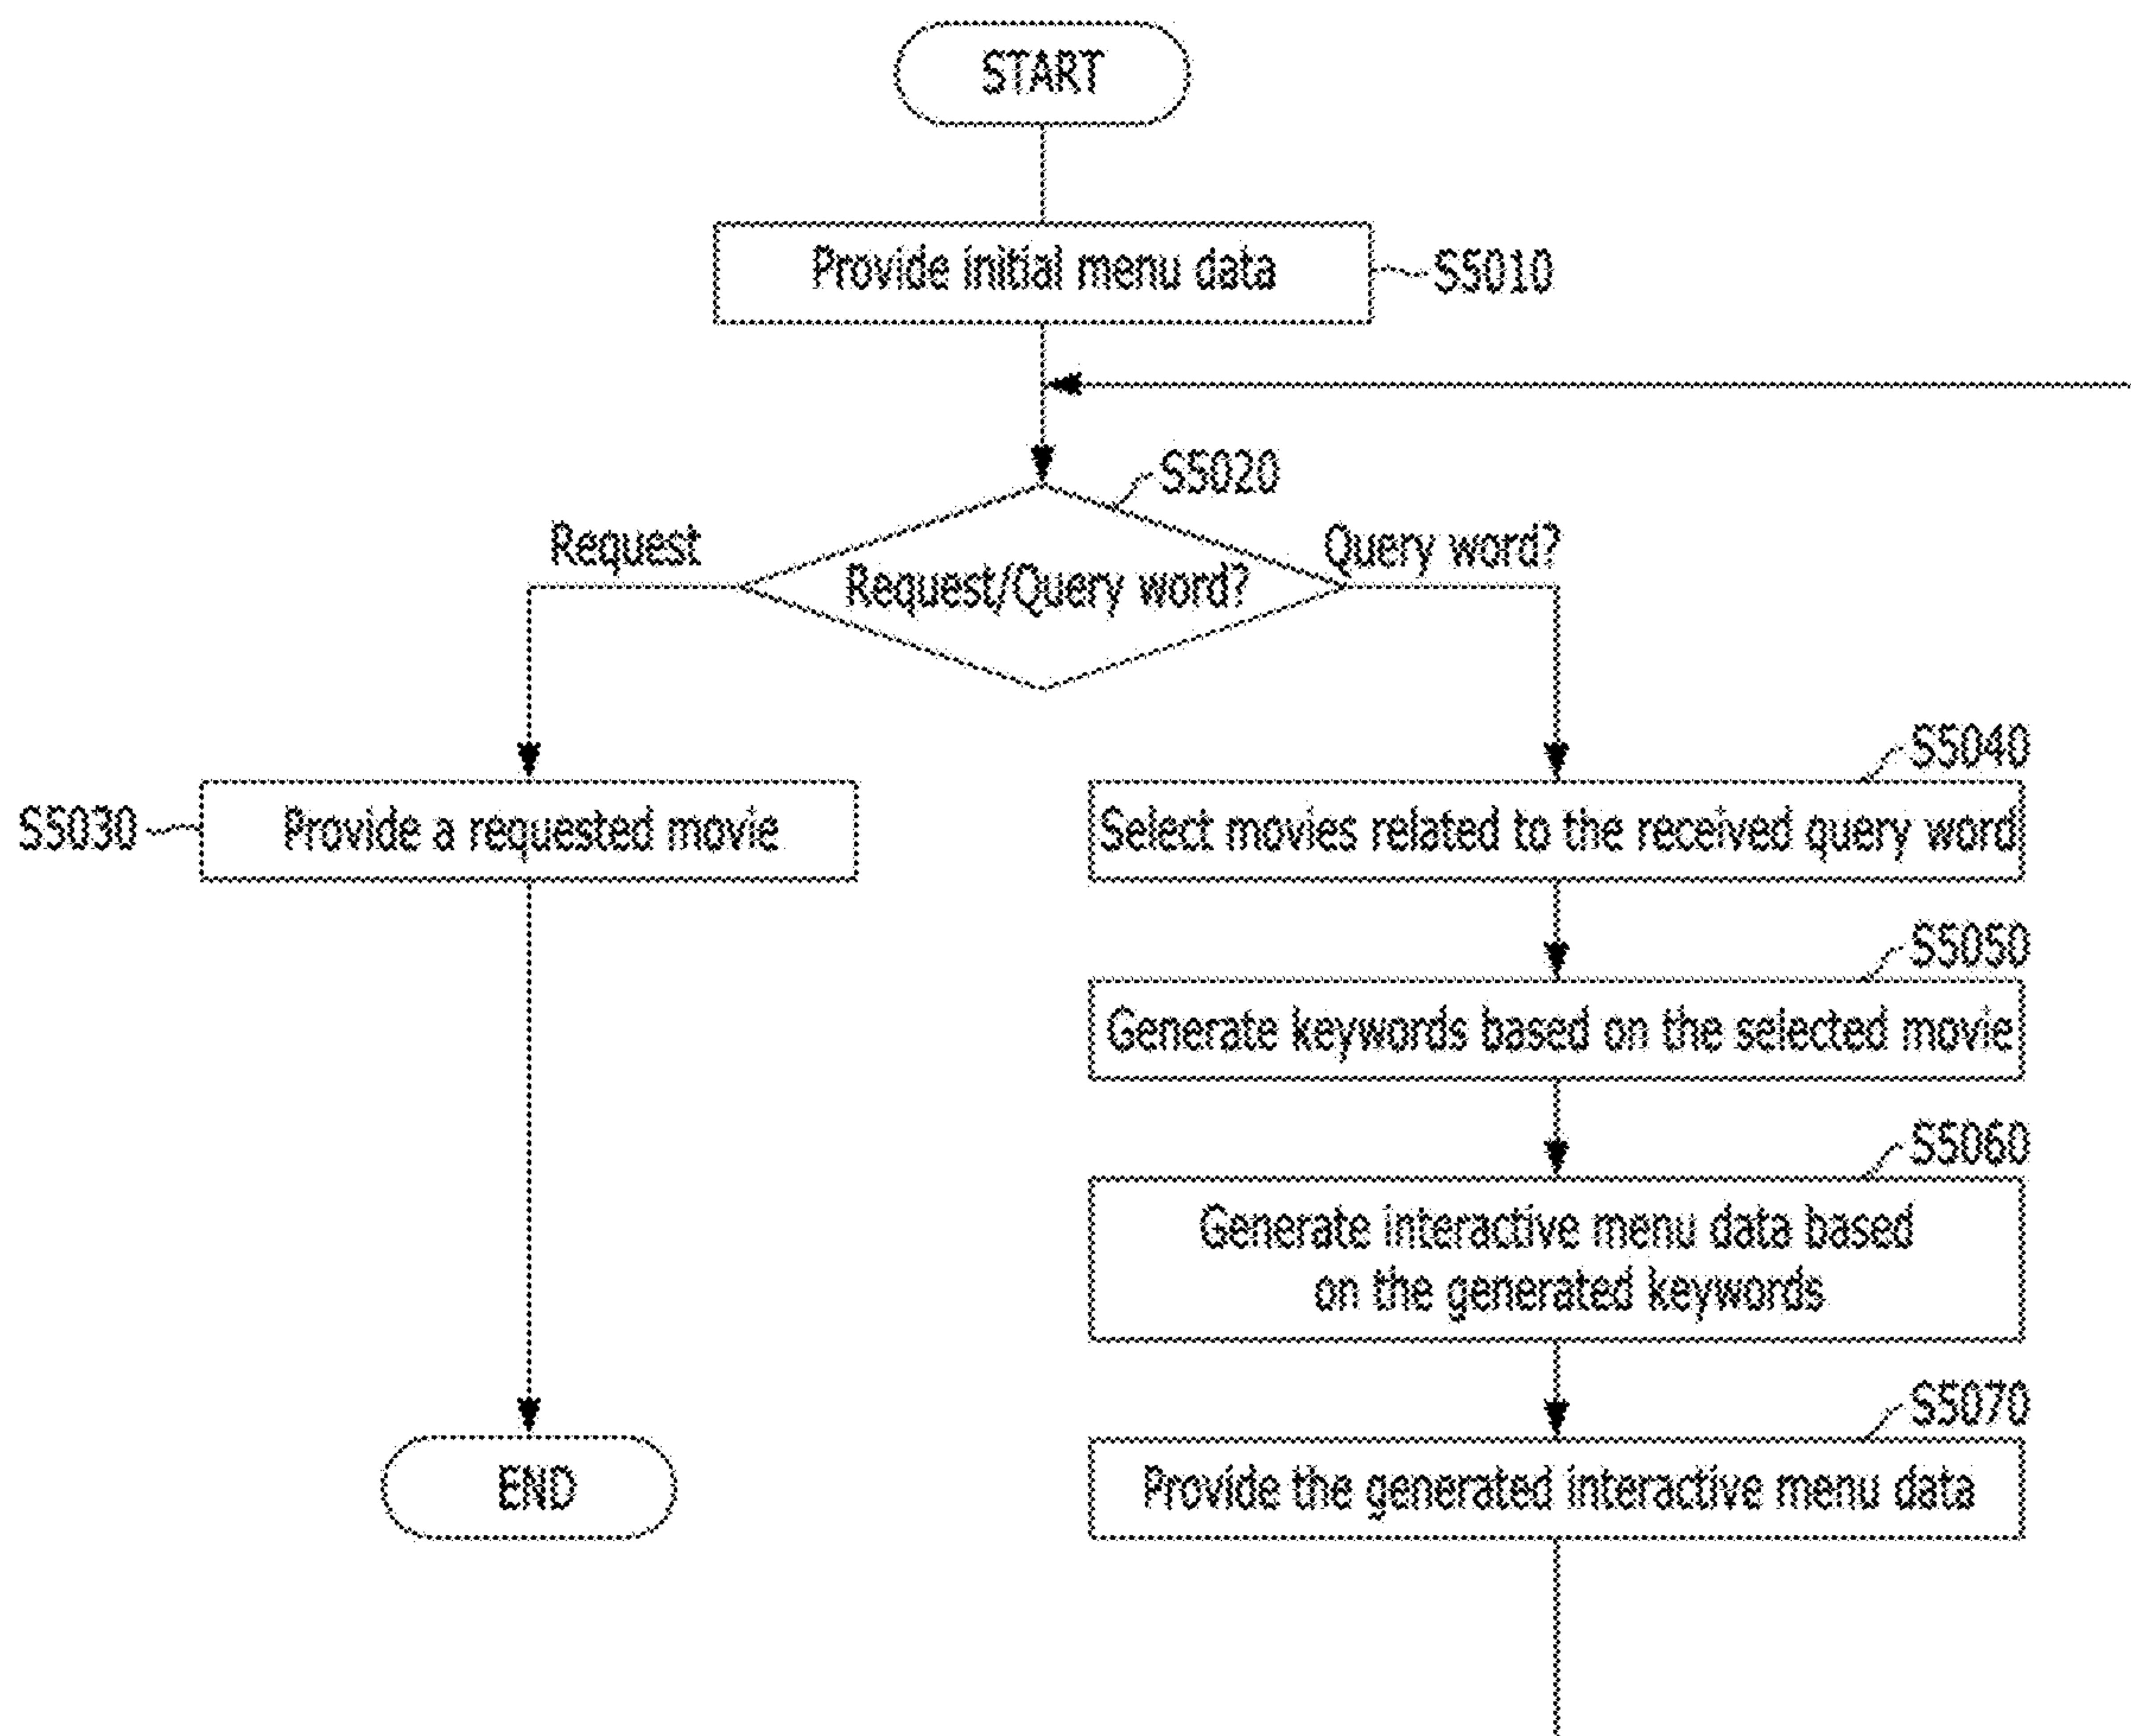 START
Provide initial menu data
S5010
S5020
Request
Query word?
Request/Query word?
S5040
S5030
Provide a requested movie
Select movies related to the received query word
S5050
Generate keywords based on the selected movie
S5060
Generate interactive menu data based
on the generated keywords
S5070
END
Provide the generated interactive menu data